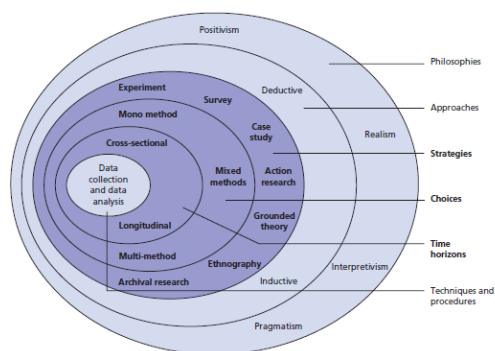 Positivism
Philosophies
Experiment
Survey
Deductive
Approaches
Mono method
Case
study
Realism
Cross-sectional
Strategies
Data
collection
and data
analysis
Mixed
methods
Action
research
Choices
Longitudinal
Grounded
theory
Time
horizons
Multi-method
Ethnography
Interpretivism
Archival research
Inductive
Techniques and
procedures
Pragmatism